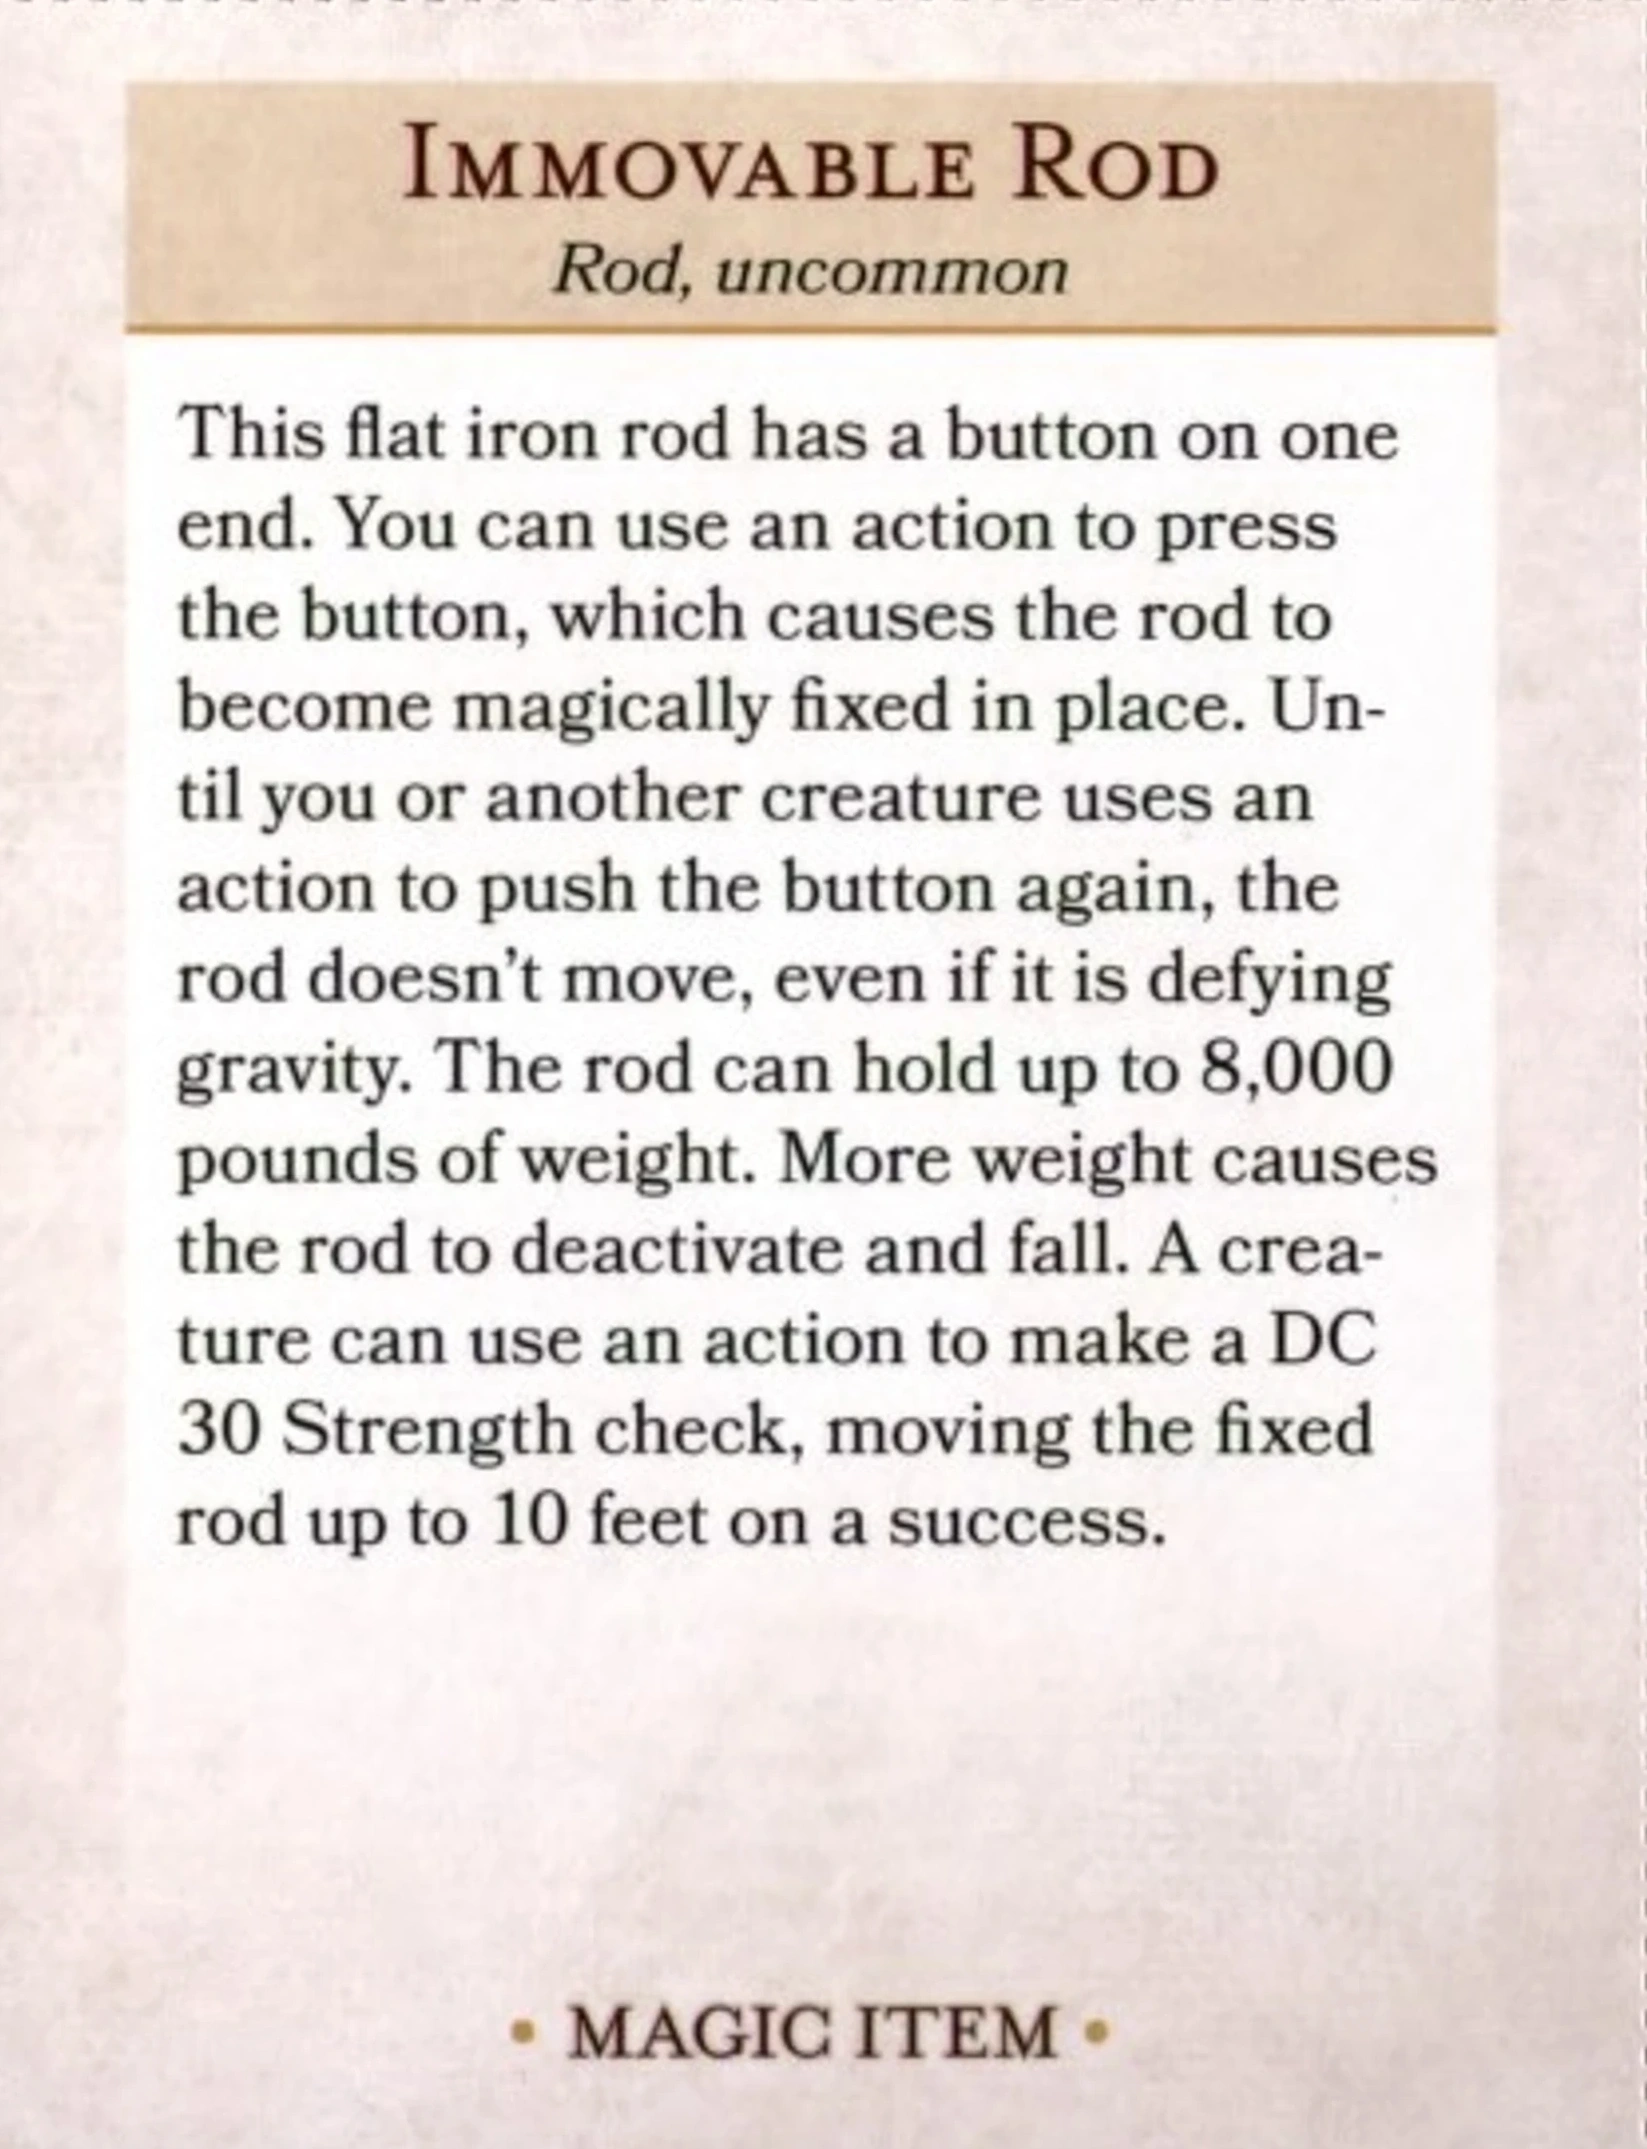 IMMOVABLE ROD
Rod, uncommon
This flat iron rod has a button on one
end. You can use an action to press
the button, which causes the rod to
become magically fixed in place. Un-
til you or another creature uses an
action to push the button again, the
rod doesn't move, even if it is defying
gravity. The rod can hold up to 8,000
pounds of weight. More weight causes
the rod to deactivate and fall. A crea-
ture can use an action to make a DC
30 Strength check, moving the fixed
rod up to 10 feet on a success.
• MAGIC ITEM •